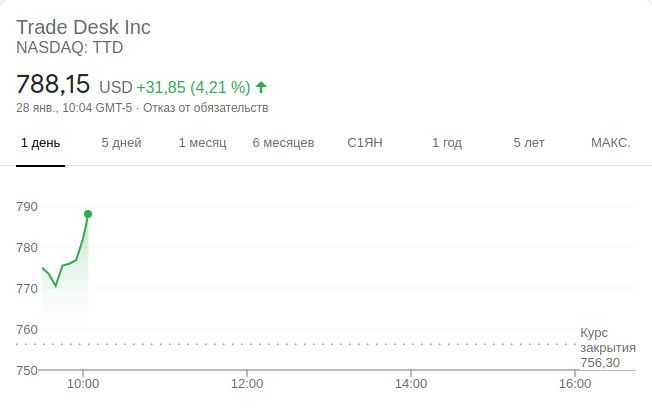 Trade Desk Inc
NASDAQ: TTD
788,15 USD +31,85 (4,21 %)
28 янв., 10:04 GMT-5 · Отказ от обязательств
1 день 5 дней 1 месяц 6 месяцев С1ЯН 1 год 5 лет МАКС.
790
780
770
760
Курс
закрытия
756,30
750
10:00 12:00 14:00 16:00